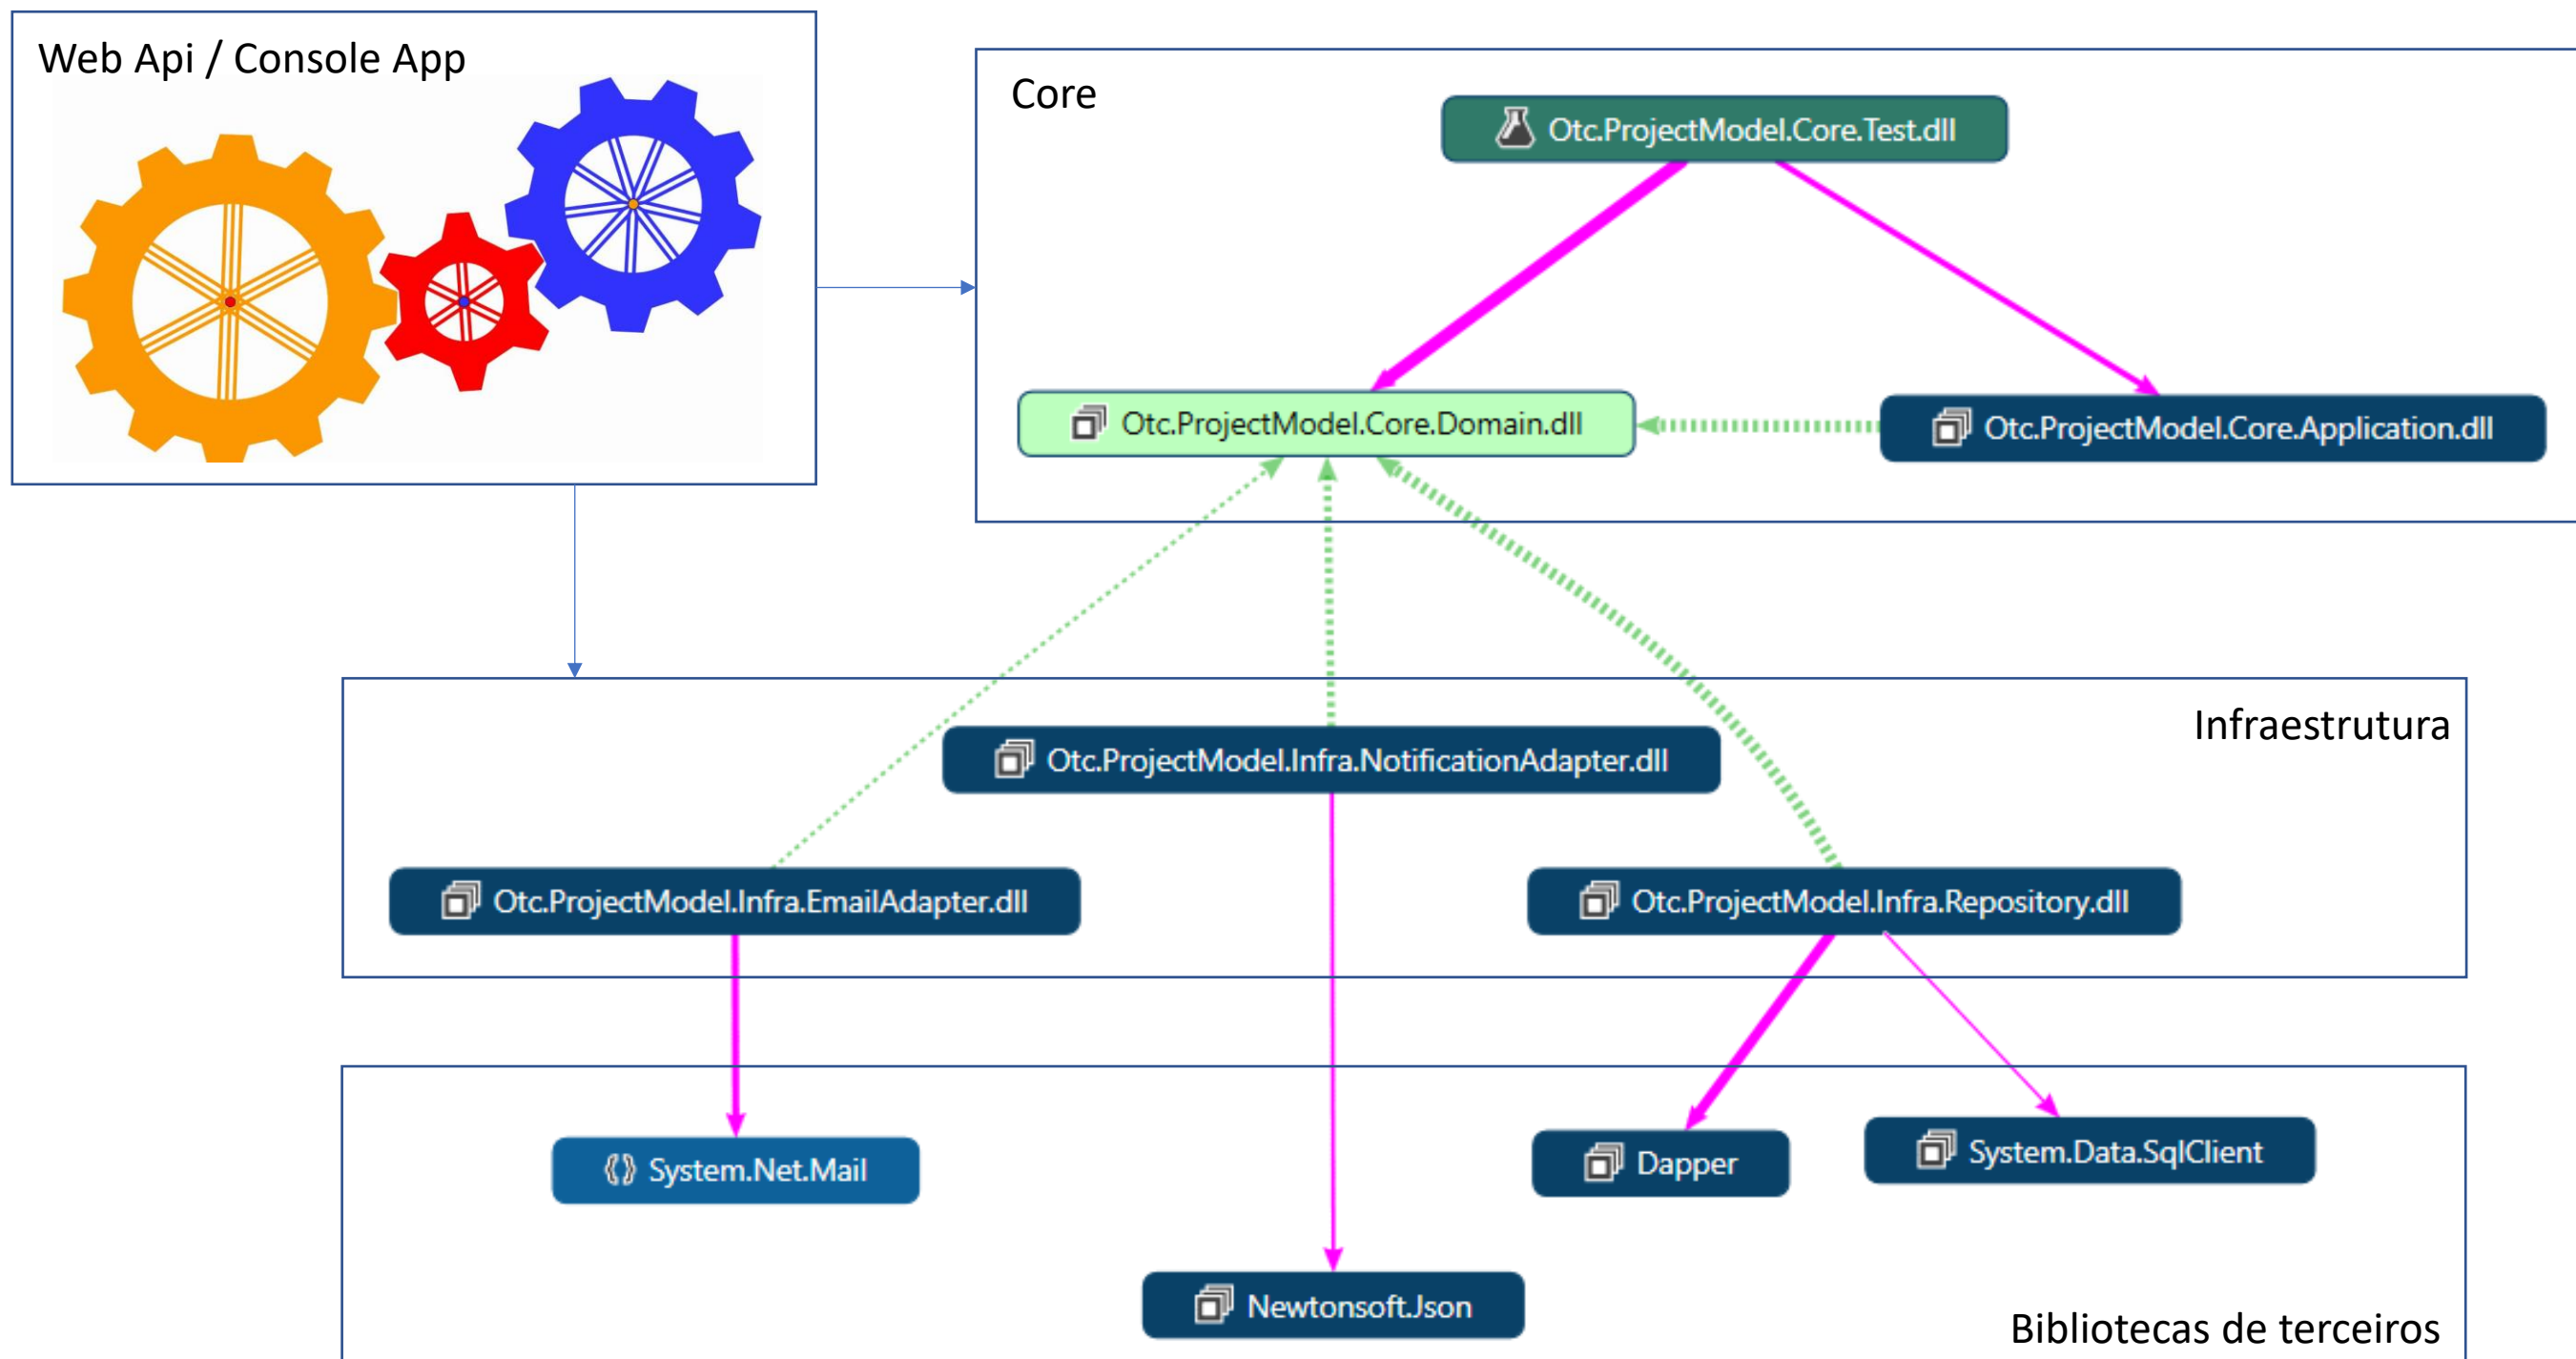 Web Api / Console App
Core
Otc.ProjectModel.Core.Test.dll
Otc.ProjectModel.Core.Domain.dll
Otc.ProjectModel.Core.Application.dll
Infraestrutura
Otc.ProjectModel.Infra.NotificationAdapter.dll
Otc.ProjectModel.Infra.EmailAdapter.dll
Otc.ProjectModel.Infra.Repository.dll
System.Net.Mail
Dapper
System.Data.SqlClient
Newtonsoft.Json
Bibliotecas de terceiros